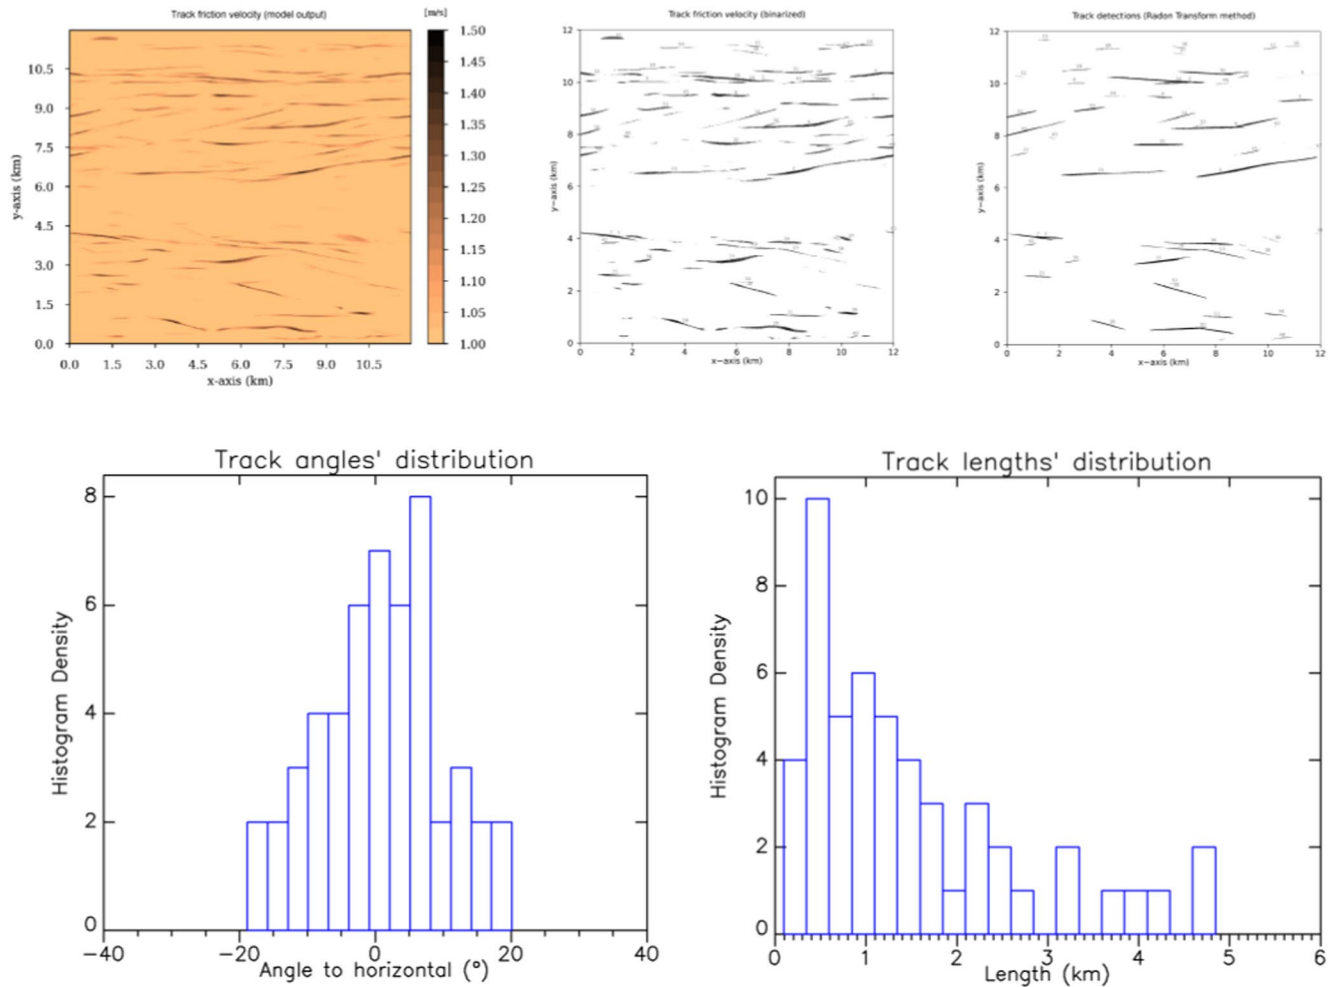 Track friction velocity (model output)
[m/s]
1.50
1.45
1.40
1.35
1.30
1.25
1.20
1.15
1.10
1.05
1.00
10.5
9.0
7.5
6.0
4.5
3.0
1.5
0.0
y-axis (km)
0.0 1.5 3.0 4.5 6.0 7.5 9.0 10.5
x-axis (km)
Track friction velocity (binarized)
12
10
8
6
4
2
0
y−axis (km)
0 2 4 6 8 10 12
x−axis (km)
Track detections (Radon Transform method)
12
10
8
6
4
2
0
y−axis (km)
0 2 4 6 8 10 12
x−axis (km)
Track angles' distribution
8
6
4
2
0
Histogram Density
−40 −20 0 20 40
Angle to horizontal (°)
Track lengths' distribution
10
8
6
4
2
0
Histogram Density
0 1 2 3 4 5 6
Length (km)